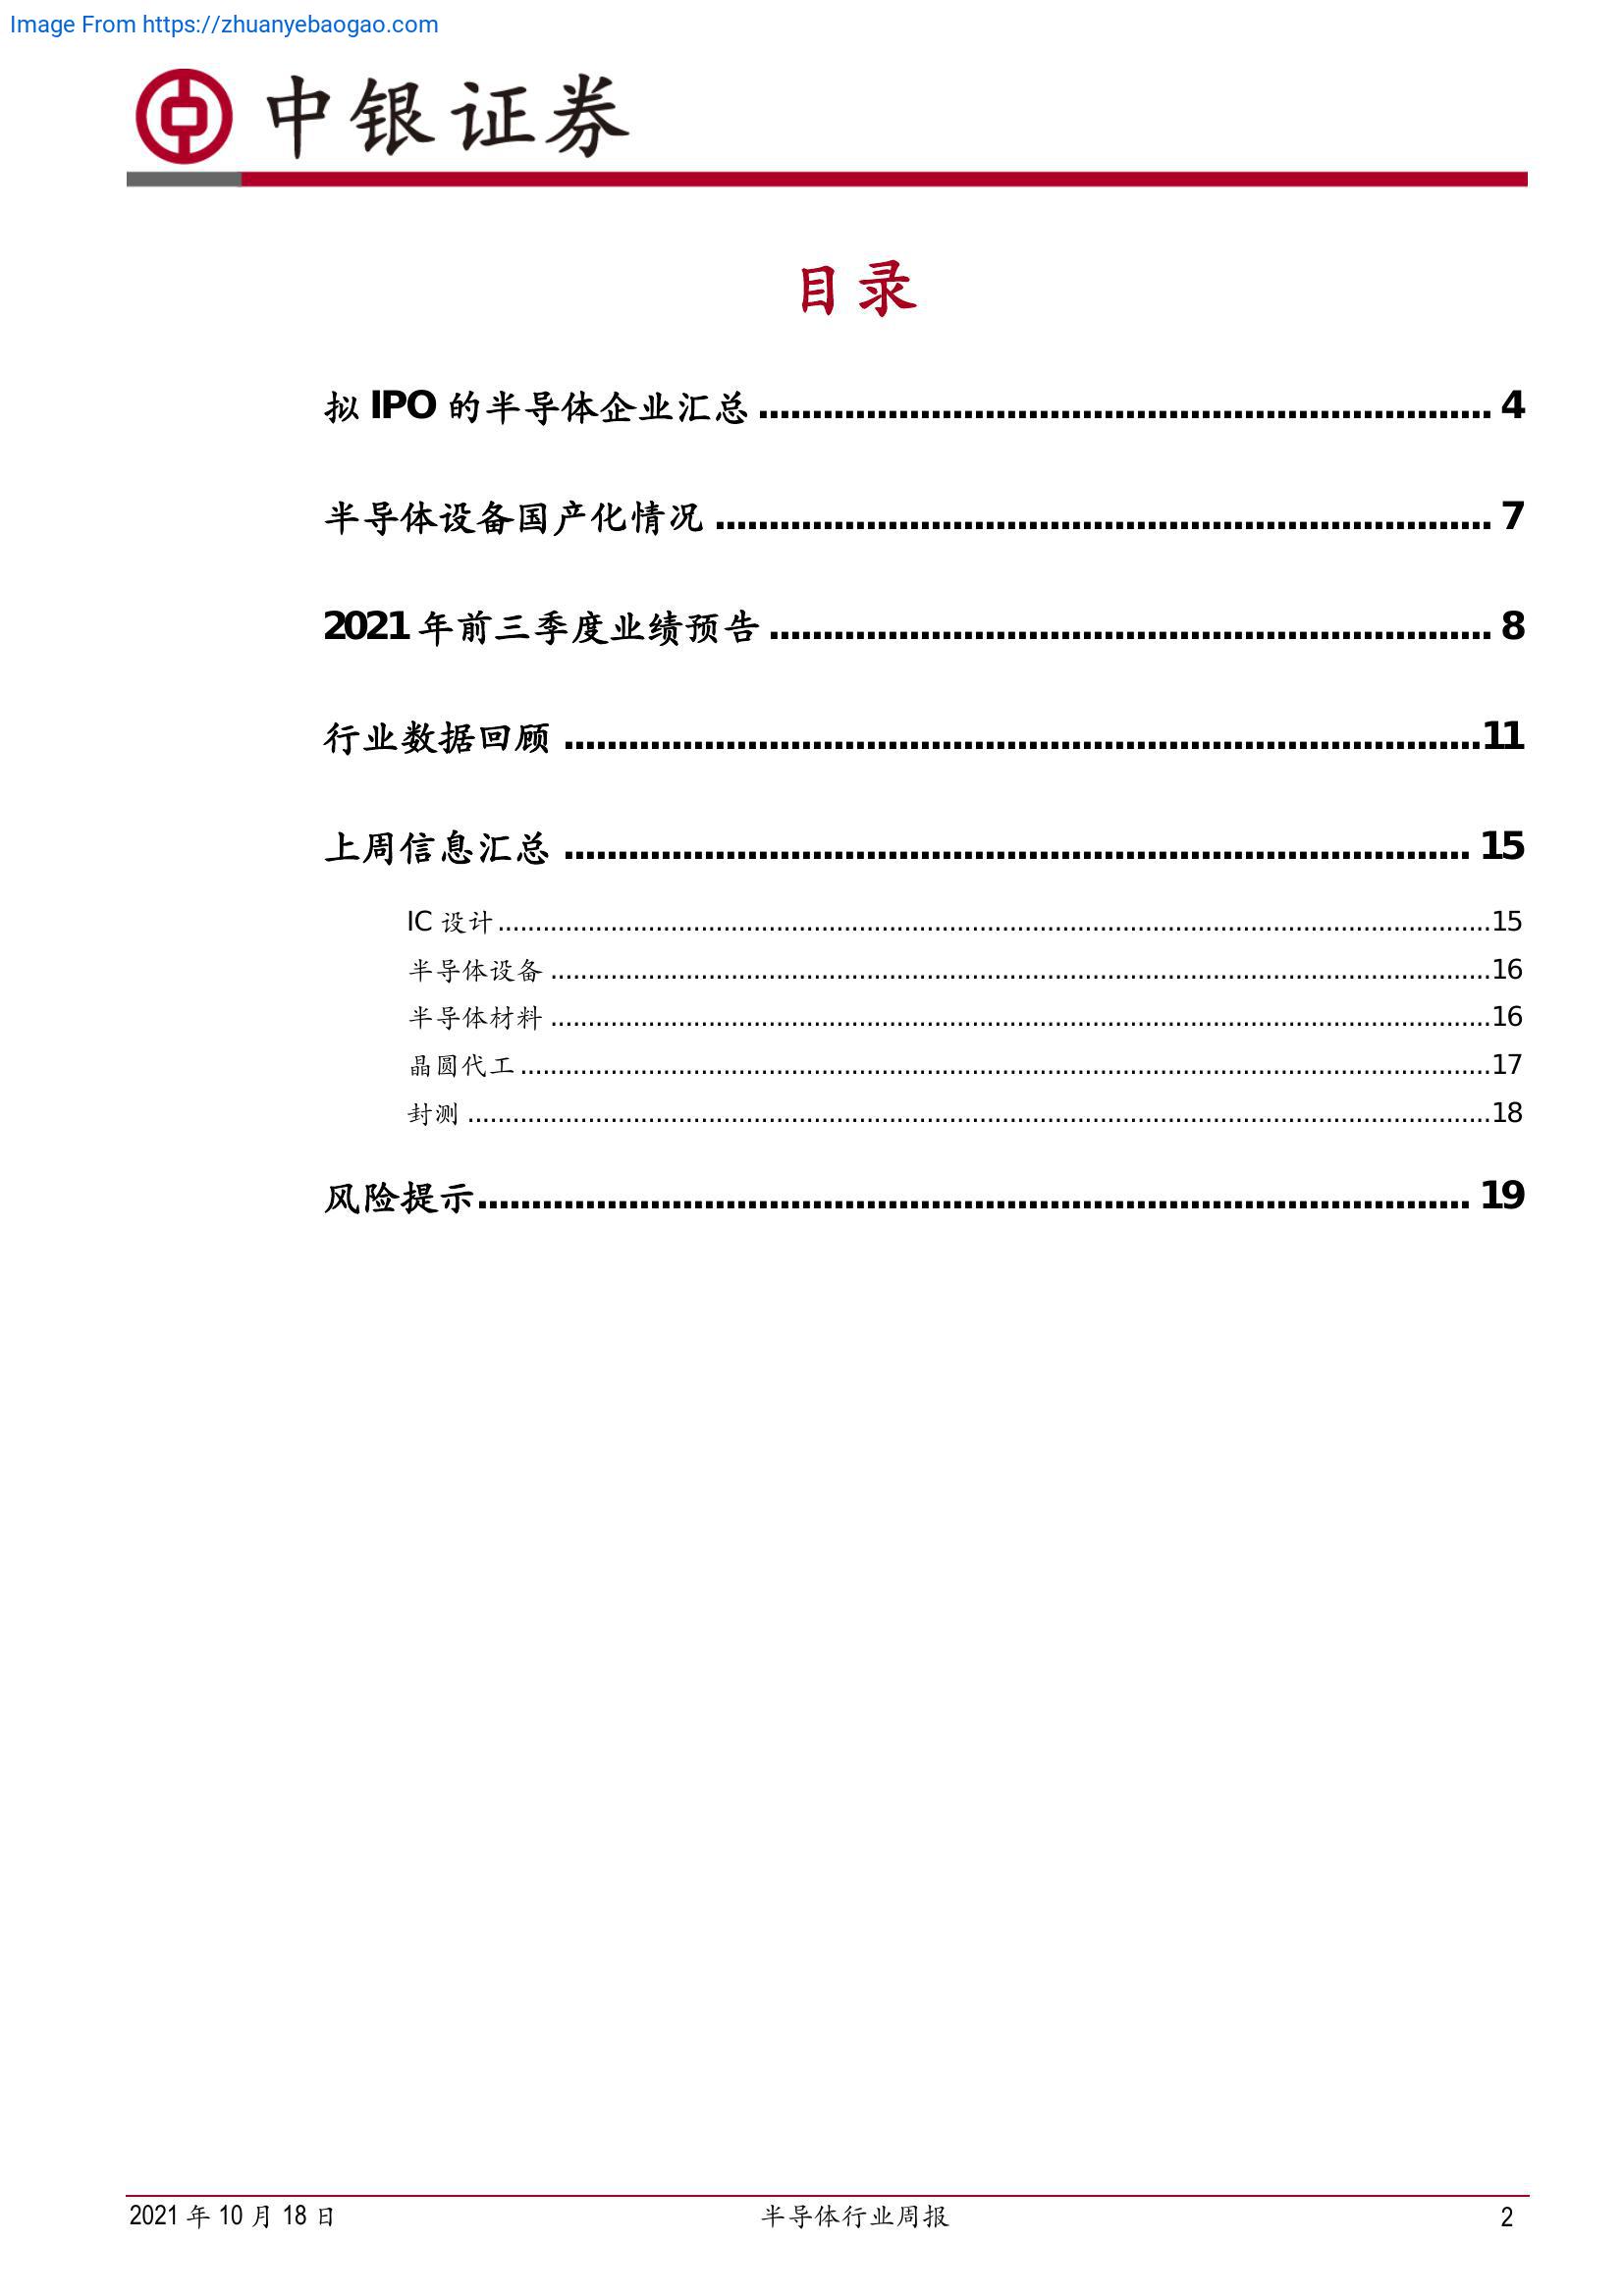 Image From https://zhuanyebaogao.com
中银证券
目录
拟 IPO 的半导体企业汇总 ........................................ 4
半导体设备国产化情况 ........................................ 7
2021 年前三季度业绩预告 ........................................ 8
行业数据回顾 ........................................11
上周信息汇总 ........................................ 15
IC 设计 ........................................15
半导体设备 ........................................16
半导体材料 ........................................16
晶圆代工 ........................................17
封测 ........................................18
风险提示 ........................................ 19
2021 年 10 月 18 日 半导体行业周报 2